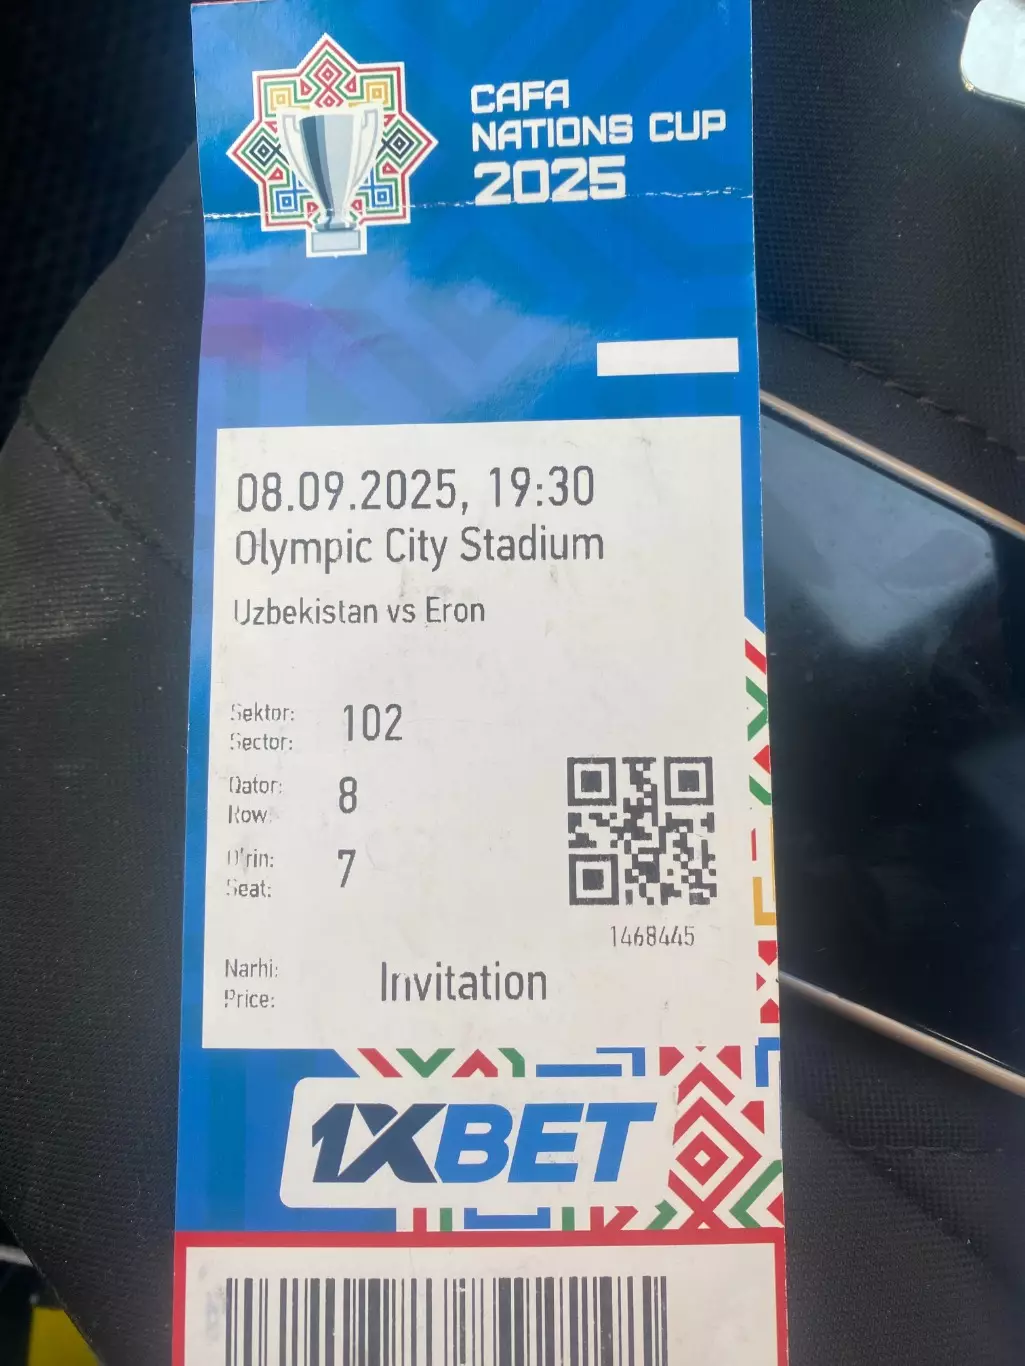 CAFA
NATIONS CUP
2025
08.09.2025, 19:30
Olympic City Stadium
Uzbekistan vs Eron
Sektor:
Sector:
102
Qator:
Row:
8
O'rin:
Seat:
7
1468445
Narhi:
Price:
Invitation
1XBET